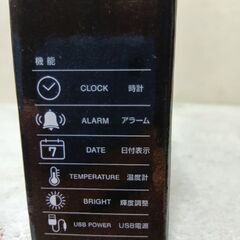 機能
CLOCK 時計
ALARM アラーム
7 DATE 日付表示
TEMPERATURE 温度計
BRIGHT 輝度調整
USB POWER USB電源